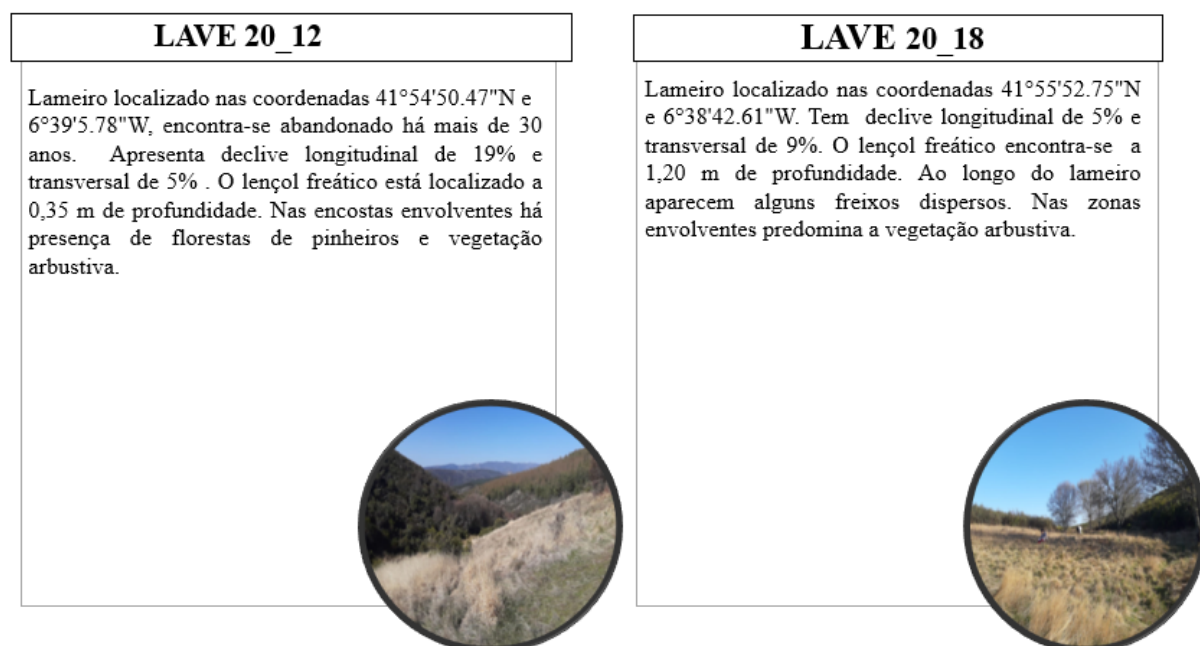 LAVE 20_12
Lameiro localizado nas coordenadas 41°54'50.47"N e
6°39'5.78"W, encontra-se abandonado há mais de 30
anos. Apresenta declive longitudinal de 19% e
transversal de 5% . O lençol freático está localizado a
0,35 m de profundidade. Nas encostas envolventes há
presença de florestas de pinheiros e vegetação
arbustiva.
LAVE 20_18
Lameiro localizado nas coordenadas 41°55'52.75"N
e 6°38'42.61"W. Tem declive longitudinal de 5% e
transversal de 9%. O lençol freático encontra-se a
1,20 m de profundidade. Ao longo do lameiro
aparecem alguns freixos dispersos. Nas zonas
envolventes predomina a vegetação arbustiva.